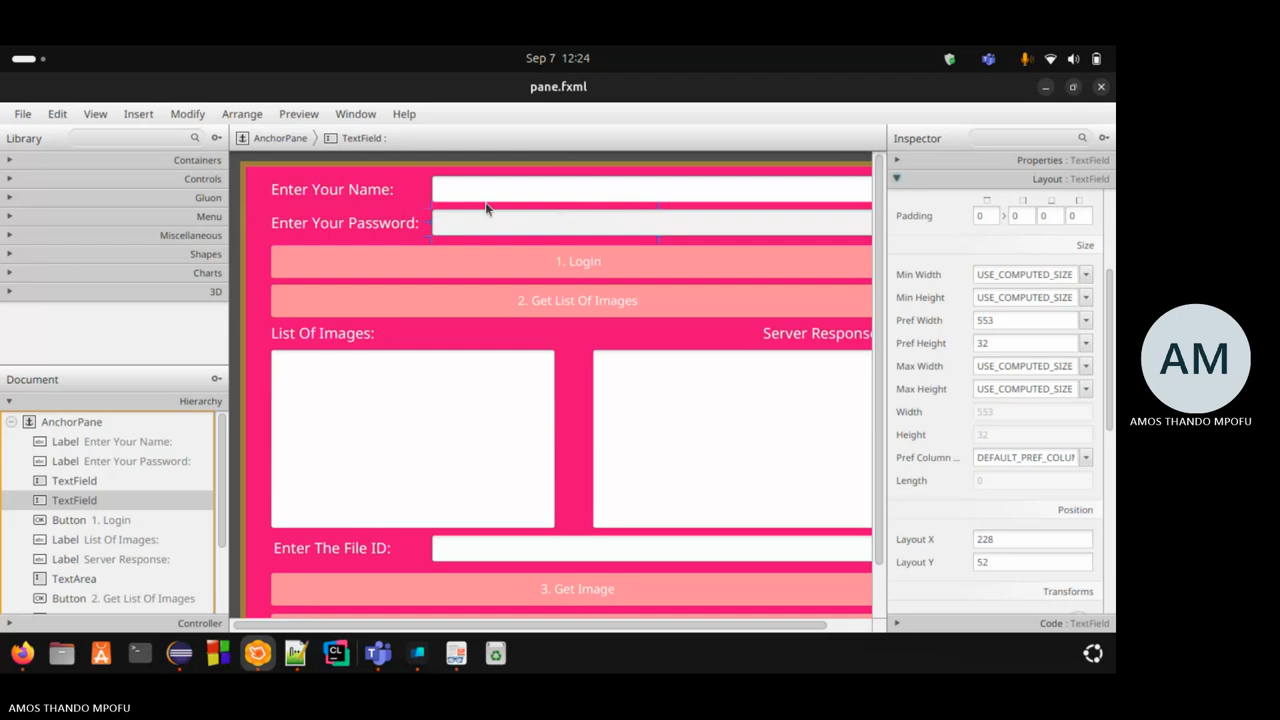 Sep 7 12:24
pane.fxml
File Edit View Insert Modify Arrange Preview Window Help
Library
AnchorPane TextField :
Inspector
Containers
Controls
Gluon
Menu
Miscellaneous
Shapes
Charts
3D
Document
Hierarchy
AnchorPane
Label Enter Your Name:
Label Enter Your Password:
TextField
TextField
Button 1. Login
Label List Of Images:
Label Server Response:
TextArea
Button 2. Get List Of Images
Controller
Enter Your Name:
Enter Your Password:
1. Login
2. Get List Of Images
List Of Images:
Server Respons
Enter The File ID:
3. Get Image
Properties : TextField
Layout : TextField
Padding 0 0 0 0
Size
Min Width USE_COMPUTED_SIZE
Min Height USE_COMPUTED_SIZE
Pref Width 553
Pref Height 32
Max Width USE_COMPUTED_SIZE
Max Height USE_COMPUTED_SIZE
Width 553
Height 32
Pref Column ... DEFAULT_PREF_COLU
Length 0
Position
Layout X 228
Layout Y 52
Transforms
Code : TextField
CL
AM
AMOS THANDO MPOFU
AMOS THANDO MPOFU